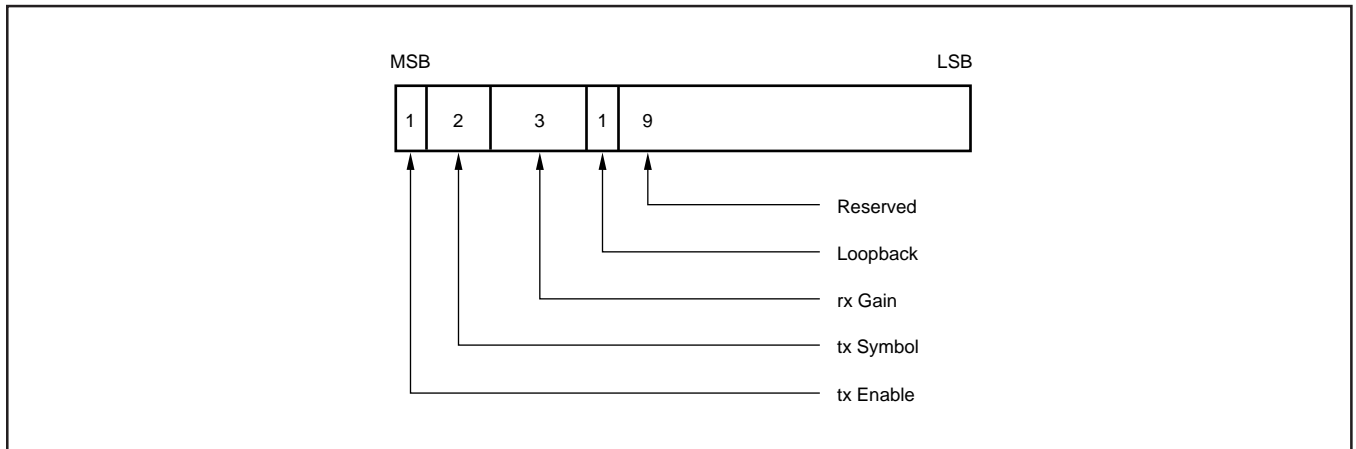 MSB LSB
1 2 3 1 9
Reserved
Loopback
rx Gain
tx Symbol
tx Enable